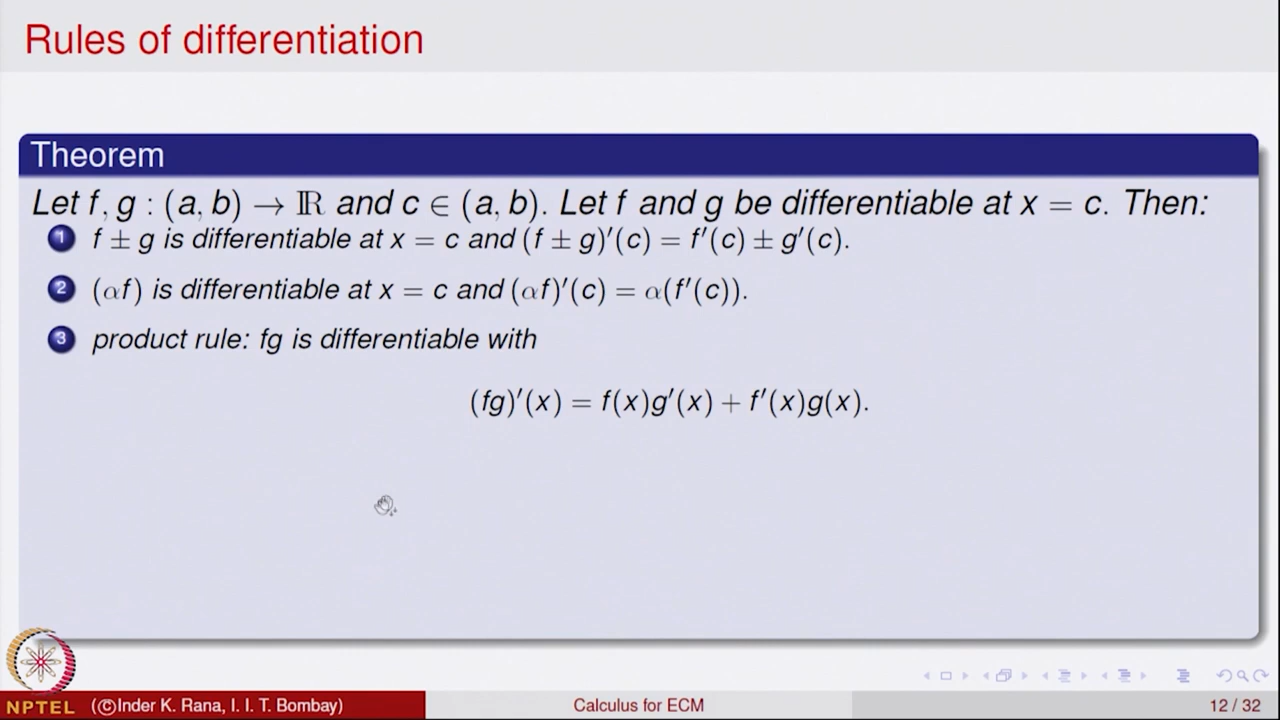 Rules of differentiation
Theorem
Let f, g : (a, b) → ℝ and c ∈ (a, b). Let f and g be differentiable at x = c. Then:
1 f ± g is differentiable at x = c and (f ± g)′(c) = f′(c) ± g′(c).
2 (αf) is differentiable at x = c and (αf)′(c) = α(f′(c)).
3 product rule: fg is differentiable with
(fg)′(x) = f(x)g′(x) + f′(x)g(x).
NPTEL (©Inder K. Rana, I. I. T. Bombay) Calculus for ECM 12 / 32